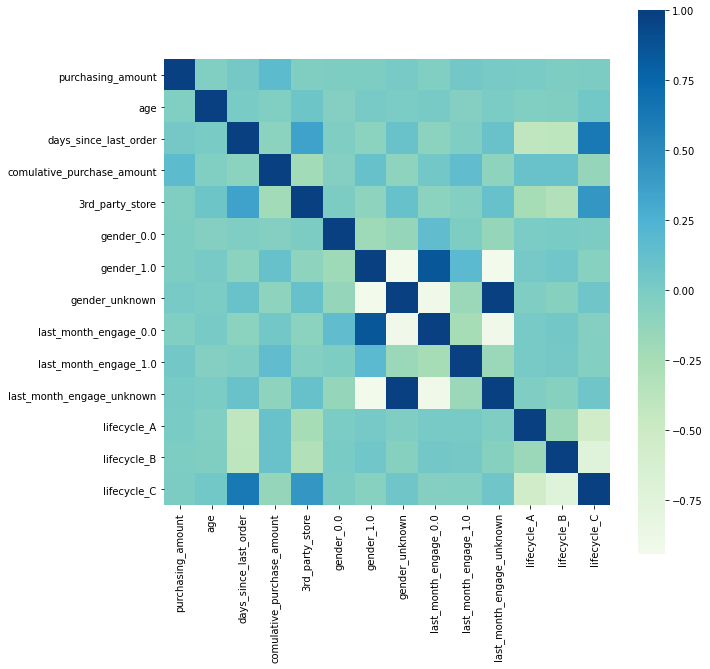 purchasing_amount
age
days_since_last_order
comulative_purchase_amount
3rd_party_store
gender_0.0
gender_1.0
gender_unknown
last_month_engage_0.0
last_month_engage_1.0
last_month_engage_unknown
lifecycle_A
lifecycle_B
lifecycle_C
purchasing_amount
age
days_since_last_order
comulative_purchase_amount
3rd_party_store
gender_0.0
gender_1.0
gender_unknown
last_month_engage_0.0
last_month_engage_1.0
last_month_engage_unknown
lifecycle_A
lifecycle_B
lifecycle_C
1.00
0.75
0.50
0.25
0.00
−0.25
−0.50
−0.75